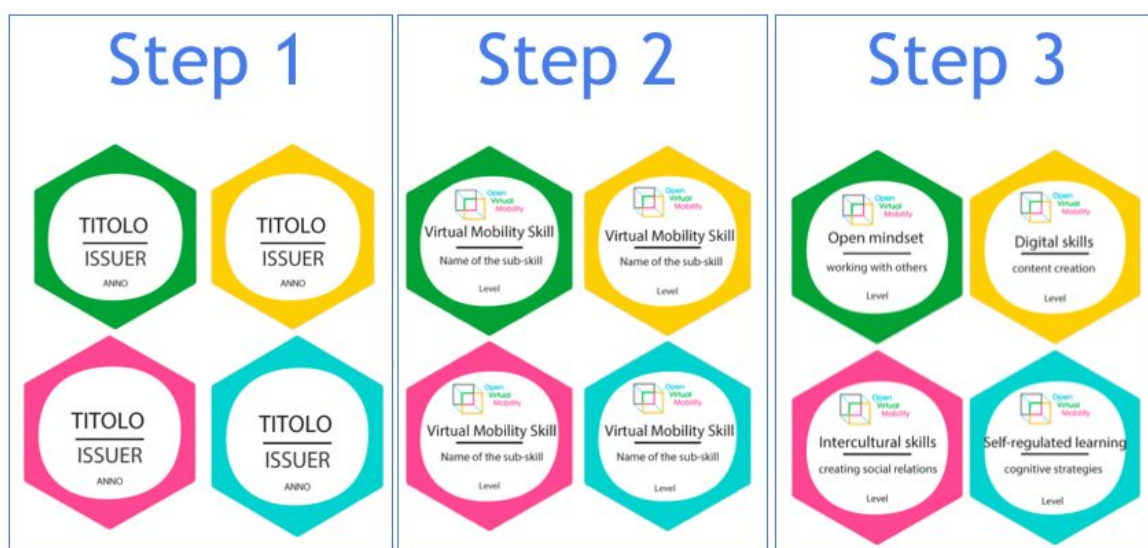 Step 1
TITOLO
ISSUER
ANNO
TITOLO
ISSUER
ANNO
TITOLO
ISSUER
ANNO
TITOLO
ISSUER
ANNO
Step 2
Open
Virtual
Mobility
Virtual Mobility Skill
Name of the sub-skill
Level
Open
Virtual
Mobility
Virtual Mobility Skill
Name of the sub-skill
Level
Open
Virtual
Mobility
Virtual Mobility Skill
Name of the sub-skill
Level
Open
Virtual
Mobility
Virtual Mobility Skill
Name of the sub-skill
Level
Step 3
Open
Virtual
Mobility
Open mindset
working with others
Level
Open
Virtual
Mobility
Digital skills
content creation
Level
Open
Virtual
Mobility
Intercultural skills
creating social relations
Level
Open
Virtual
Mobility
Self-regulated learning
cognitive strategies
Level